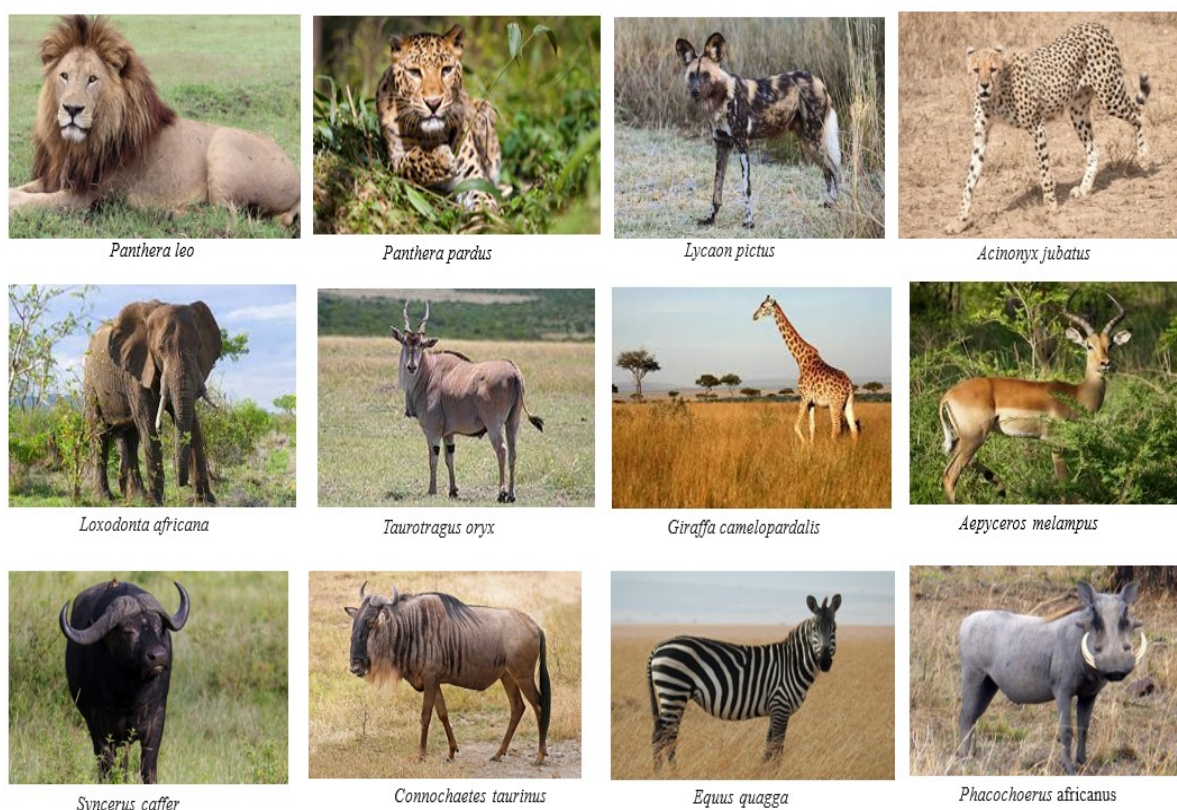 Panthera leo
Panthera pardus
Lycaon pictus
Acinonyx jubatus
Loxodonta africana
Taurotragus oryx
Giraffa camelopardalis
Aepyceros melampus
Syncerus caffer
Connochaetes taurinus
Equus quagga
Phacochoerus africanus